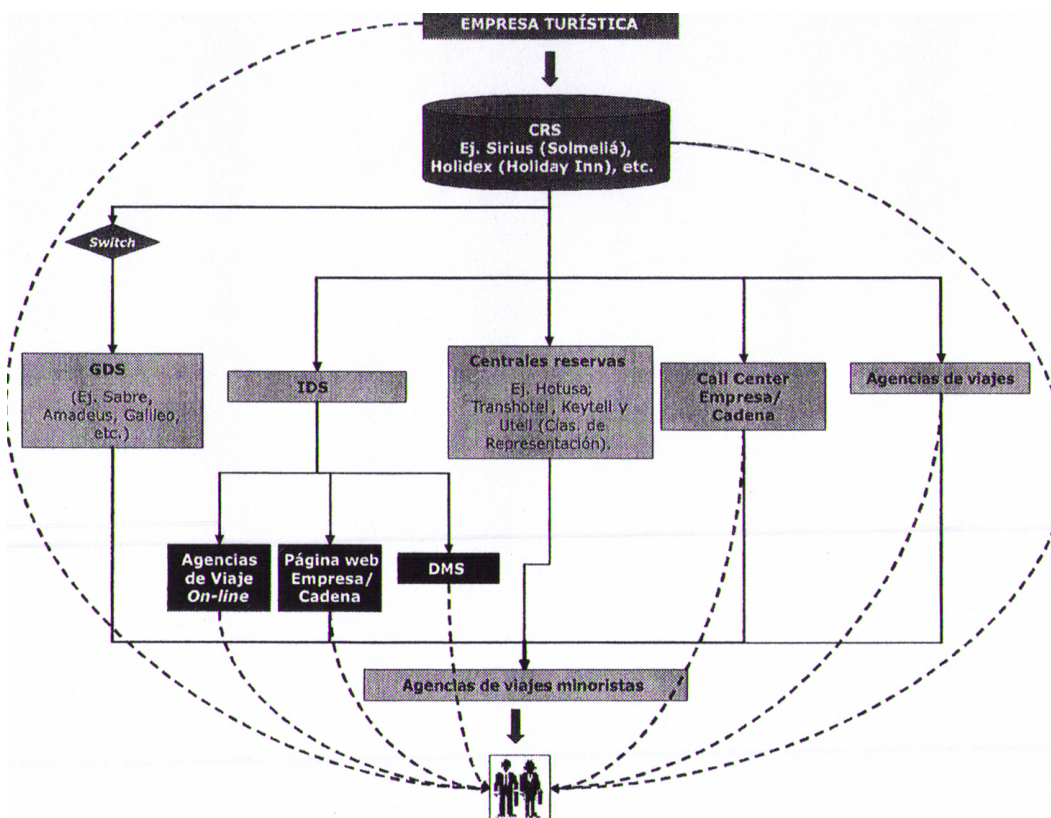 EMPRESA TURÍSTICA
CRS
Ej. Sirius (Solmeliá),
Holidex (Holiday Inn), etc.
Switch
GDS
(Ej. Sabre,
Amadeus, Galileo,
etc.)
IDS
Centrales reservas
Ej. Hotusa;
Transhotel, Keytell y
Utell (Cías. de
Representación).
Call Center
Empresa/
Cadena
Agencias de viajes
Agencias
de Viaje
On-line
Página web
Empresa/
Cadena
DMS
Agencias de viajes minoristas